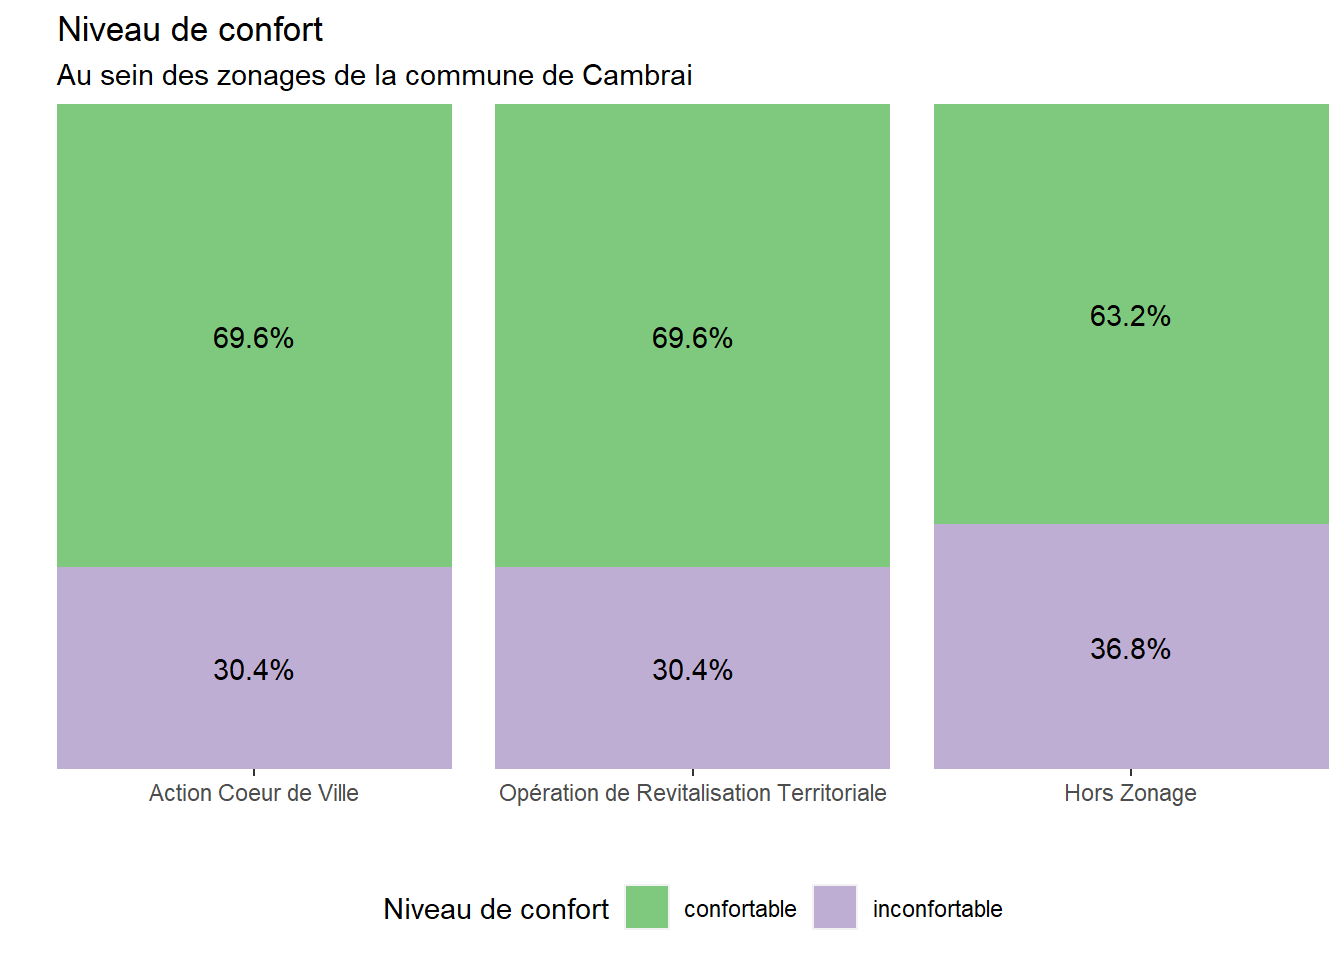 Niveau de confort
Au sein des zonages de la commune de Cambrai
69.6% 69.6% 63.2%
30.4% 30.4% 36.8%
Action Coeur de Ville Opération de Revitalisation Territoriale Hors Zonage
Niveau de confort confortable inconfortable